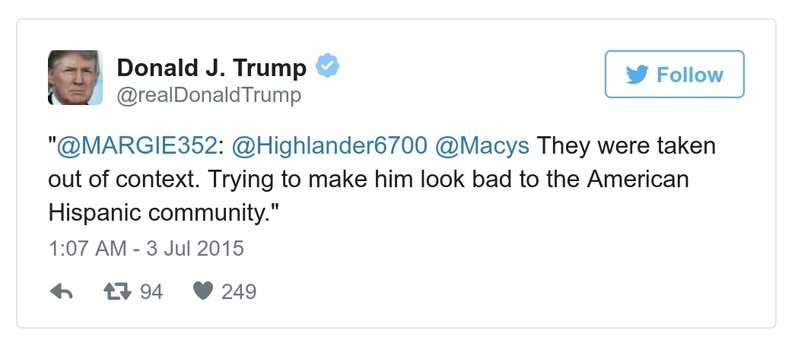 Donald J. Trump
@realDonaldTrump
Follow
"@MARGIE352: @Highlander6700 @Macys They were taken
out of context. Trying to make him look bad to the American
Hispanic community."
1:07 AM - 3 Jul 2015
94 249